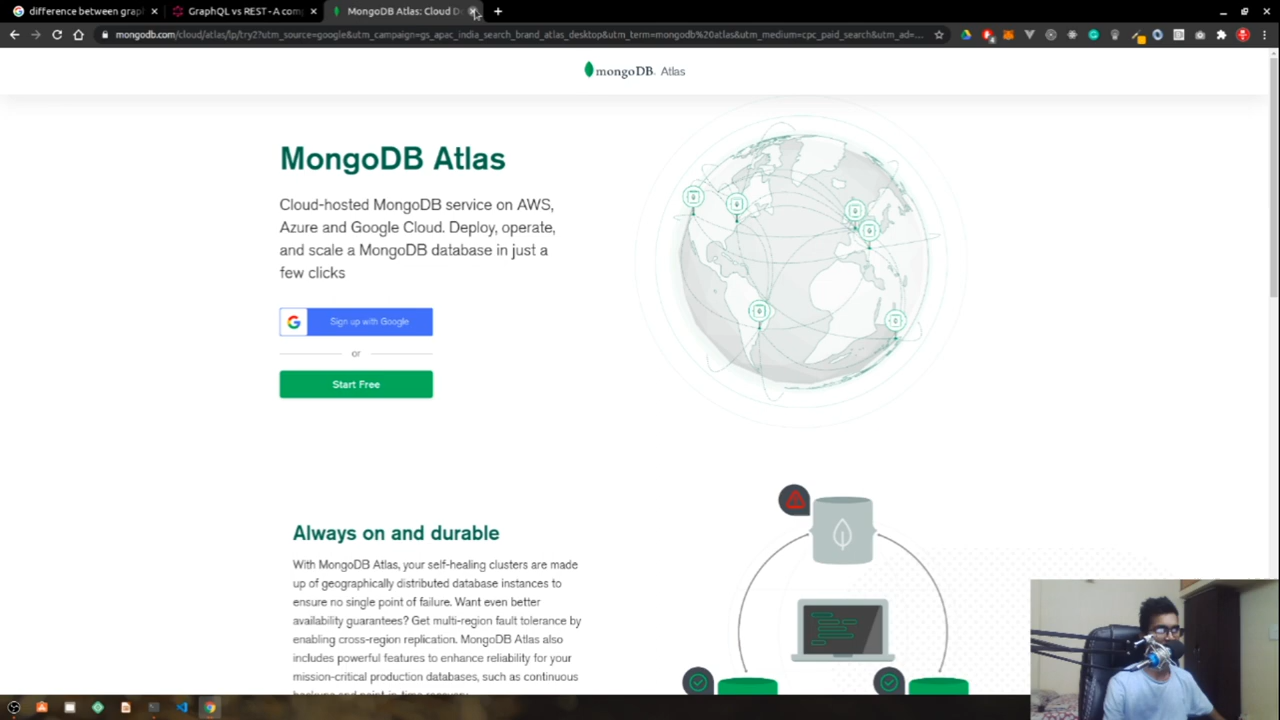 difference between grap
GraphQL vs REST - A com
MongoDB Atlas: Cloud D
mongodb.com/cloud/atlas/lp/try2?utm_source=google&utm_campaign=gs_apac_india_search_brand_atlas_desktop&utm_term=mongodb%20atlas&utm_medium=cpc_paid_search&utm_ad=...
mongoDB. Atlas
MongoDB Atlas
Cloud-hosted MongoDB service on AWS,
Azure and Google Cloud. Deploy, operate,
and scale a MongoDB database in just a
few clicks
Sign up with Google
or
Start Free
Always on and durable
With MongoDB Atlas, your self-healing clusters are made
up of geographically distributed database instances to
ensure no single point of failure. Want even better
availability guarantees? Get multi-region fault tolerance by
enabling cross-region replication. MongoDB Atlas also
includes powerful features to enhance reliability for your
mission-critical production databases, such as continuous
backups and point-in-time recovery.